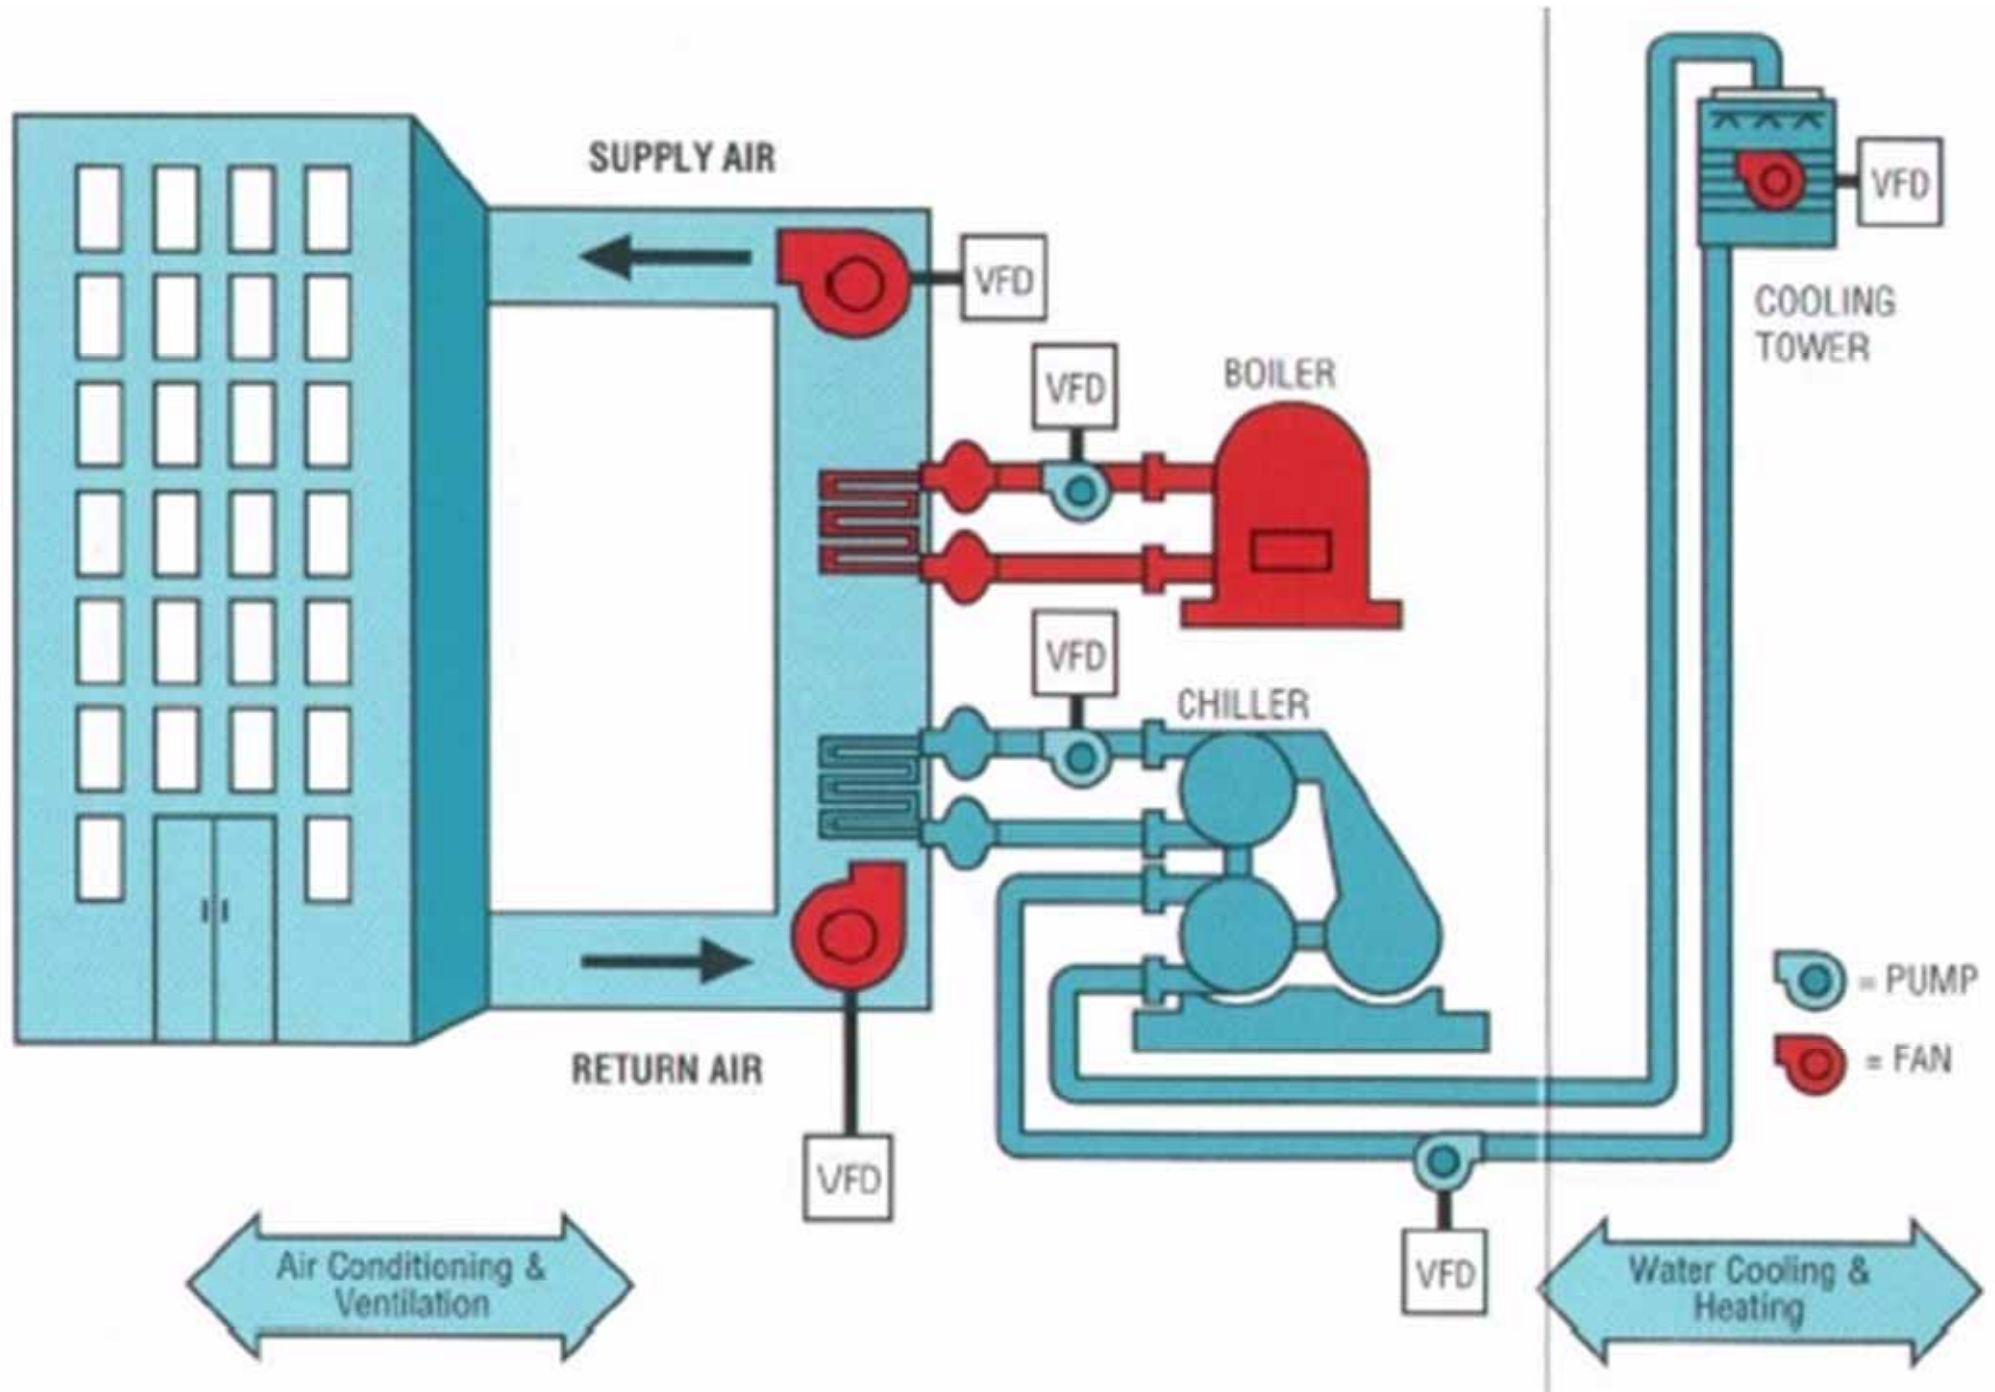 SUPPLY AIR
VFD
VFD
BOILER
VFD
COOLING
TOWER
VFD
CHILLER
RETURN AIR
VFD
VFD
= PUMP
= FAN
Air Conditioning &
Ventilation
Water Cooling &
Heating